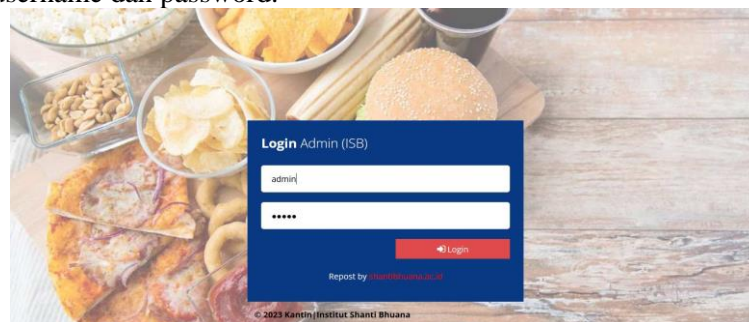 username dan password.
Login Admin (ISB)
admin
•••••
Login
Repost by shantibhuana.ac.id
© 2023 Kantin|Institut Shanti Bhuana